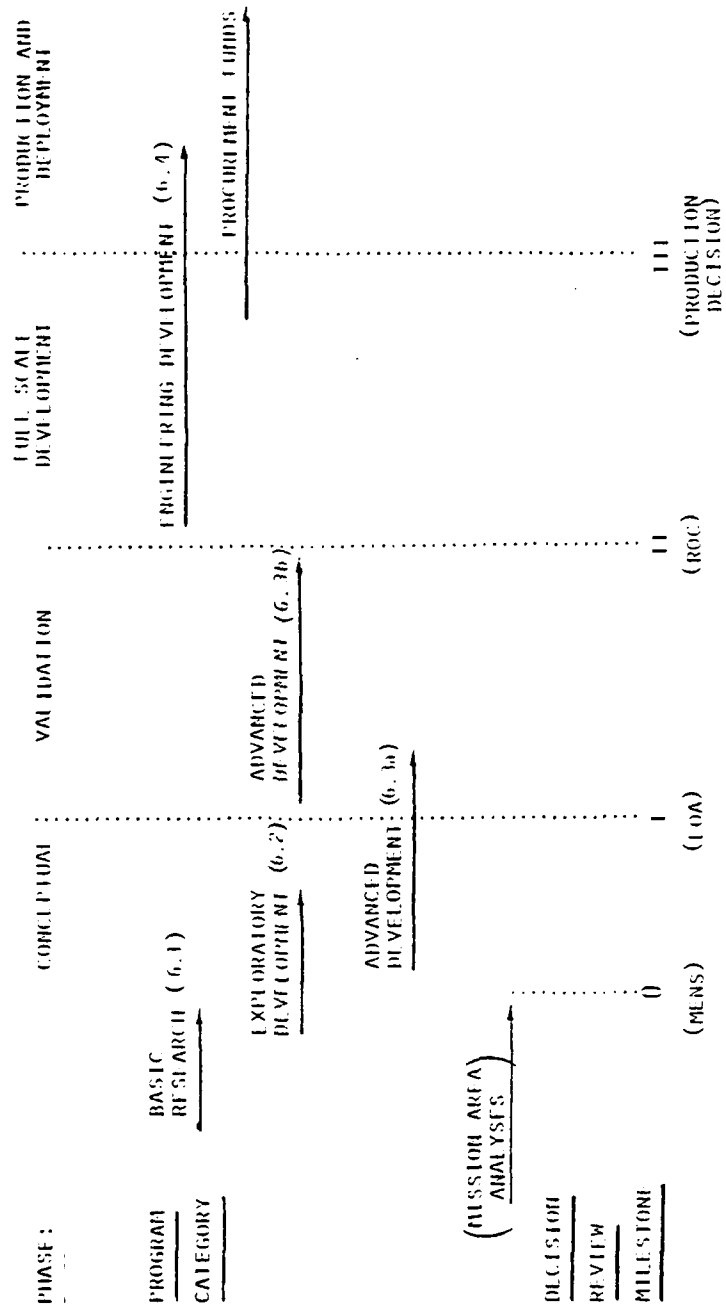 PHASE:
CONCEPTUAL
VALIDATION
FULL SCALE
DEVELOPMENT
PRODUCTION AND
DEPLOYMENT
PROGRAM
CATEGORY
BASIC
RESEARCH (6.1)
ENGINEERING DEVELOPMENT (6.4)
PROCUREMENT FUNDS
EXPLORATORY
DEVELOPMENT (6.2)
ADVANCED
DEVELOPMENT (6.3b)
ADVANCED
DEVELOPMENT (6.3a)
(MISSION AREA)
ANALYSES
DECISION
REVIEW
MILESTONE
0
I
II
III
(MENS)
(LOA)
(ROC)
(PRODUCTION
DECISION)